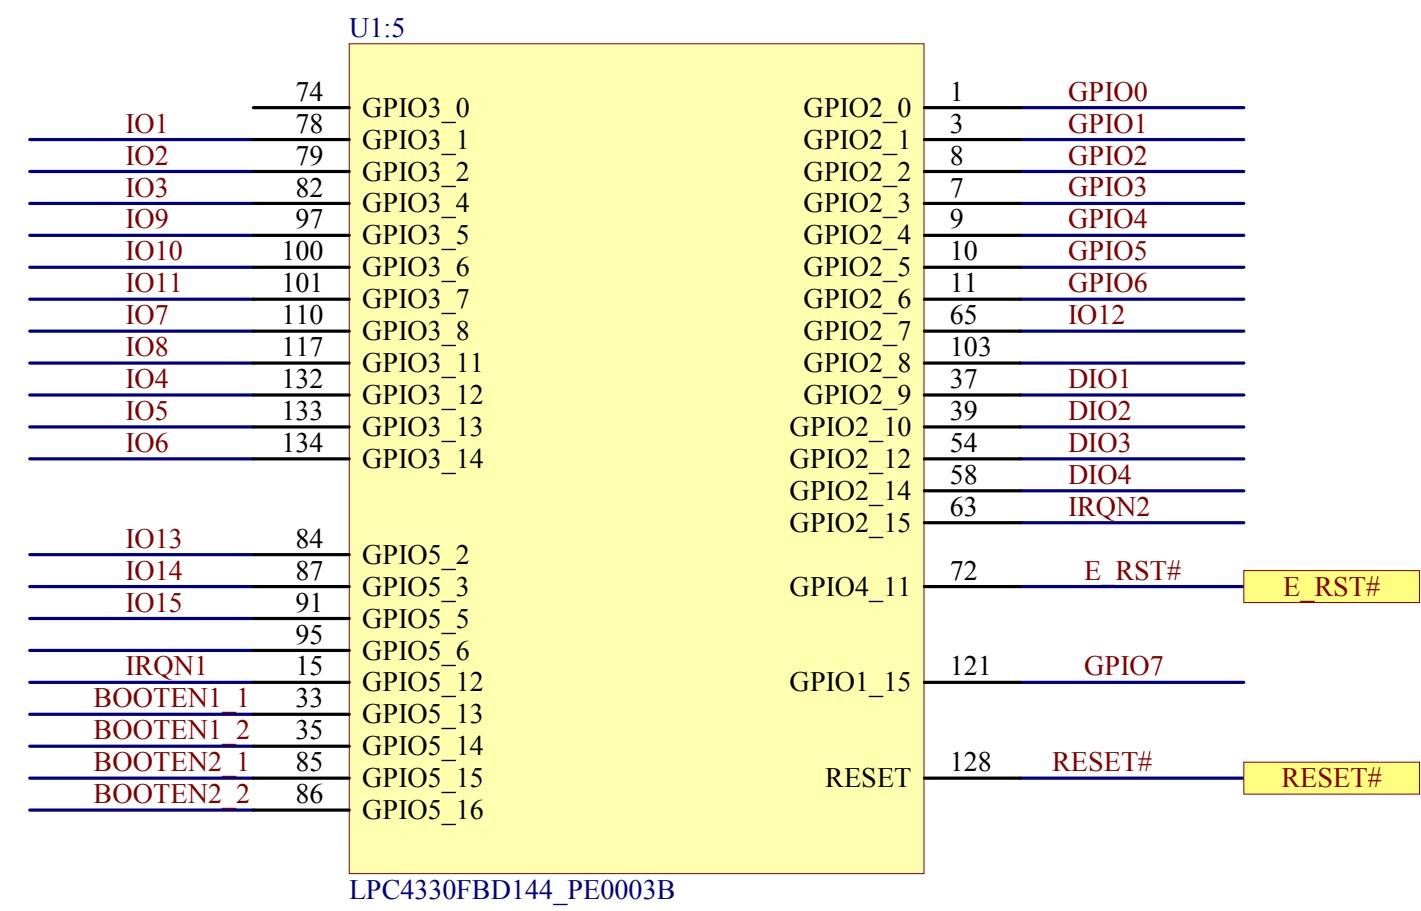 U1:5
74 GPIO3_0 GPIO2_0 1 GPIO0
IO1 78 GPIO3_1 GPIO2_1 3 GPIO1
IO2 79 GPIO3_2 GPIO2_2 8 GPIO2
IO3 82 GPIO3_4 GPIO2_3 7 GPIO3
IO9 97 GPIO3_5 GPIO2_4 9 GPIO4
IO10 100 GPIO3_6 GPIO2_5 10 GPIO5
IO11 101 GPIO3_7 GPIO2_6 11 GPIO6
IO7 110 GPIO3_8 GPIO2_7 65 IO12
IO8 117 GPIO3_11 GPIO2_8 103
IO4 132 GPIO3_12 GPIO2_9 37 DIO1
IO5 133 GPIO3_13 GPIO2_10 39 DIO2
IO6 134 GPIO3_14 GPIO2_12 54 DIO3
GPIO2_14 58 DIO4
GPIO2_15 63 IRQN2
IO13 84 GPIO5_2
IO14 87 GPIO5_3 GPIO4_11 72 E_RST# E_RST#
IO15 91 GPIO5_5
95 GPIO5_6
IRQN1 15 GPIO5_12 GPIO1_15 121 GPIO7
BOOTEN1_1 33 GPIO5_13
BOOTEN1_2 35 GPIO5_14
BOOTEN2_1 85 GPIO5_15 RESET 128 RESET# RESET#
BOOTEN2_2 86 GPIO5_16
LPC4330FBD144_PE0003B